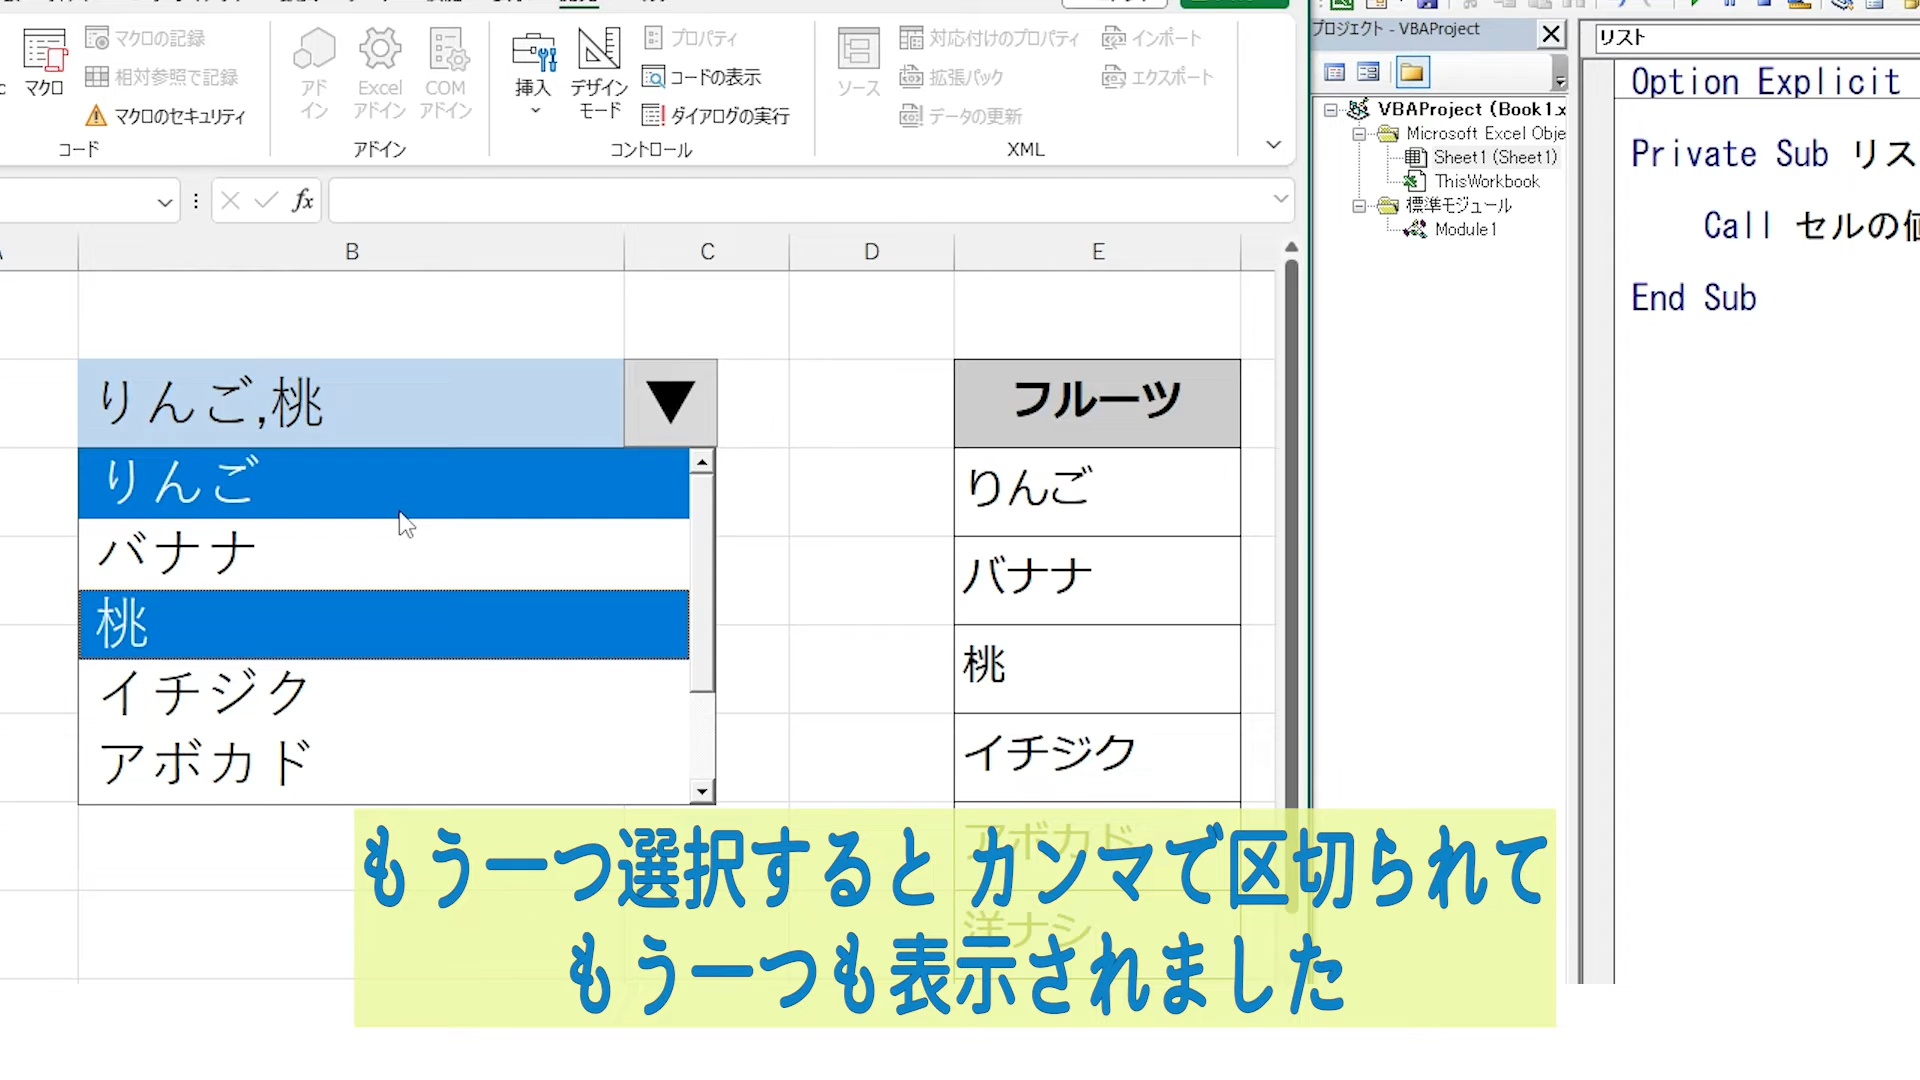 マクロ
マクロの記録
相対参照で記録
マクロのセキュリティ
コード
アド
イン
Excel
アドイン
COM
アドイン
アドイン
挿入
デザイン
モード
プロパティ
コードの表示
ダイアログの実行
コントロール
ソース
対応付けのプロパティ
拡張パック
データの更新
インポート
エクスポート
XML
fx
B
C
D
E
りんご,桃
▼
りんご
バナナ
桃
イチジク
アボカド
フルーツ
りんご
バナナ
桃
イチジク
アボカド
洋ナシ
もう一つ選択すると カンマで区切られて
もう一つも表示されました
プロジェクト - VBAProject
VBAProject (Book1.x
Microsoft Excel Obje
Sheet1 (Sheet1)
ThisWorkbook
標準モジュール
Module1
リスト
Option Explicit
Private Sub リス
Call セルの値
End Sub